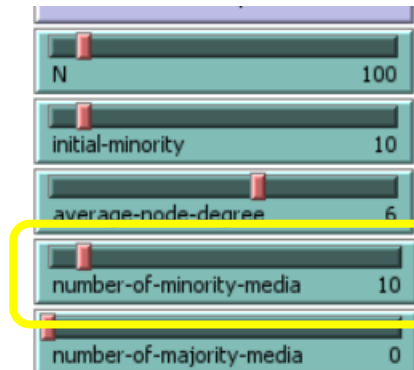 N 100
initial-minority 10
average-node-degree 6
number-of-minority-media 10
number-of-majority-media 0